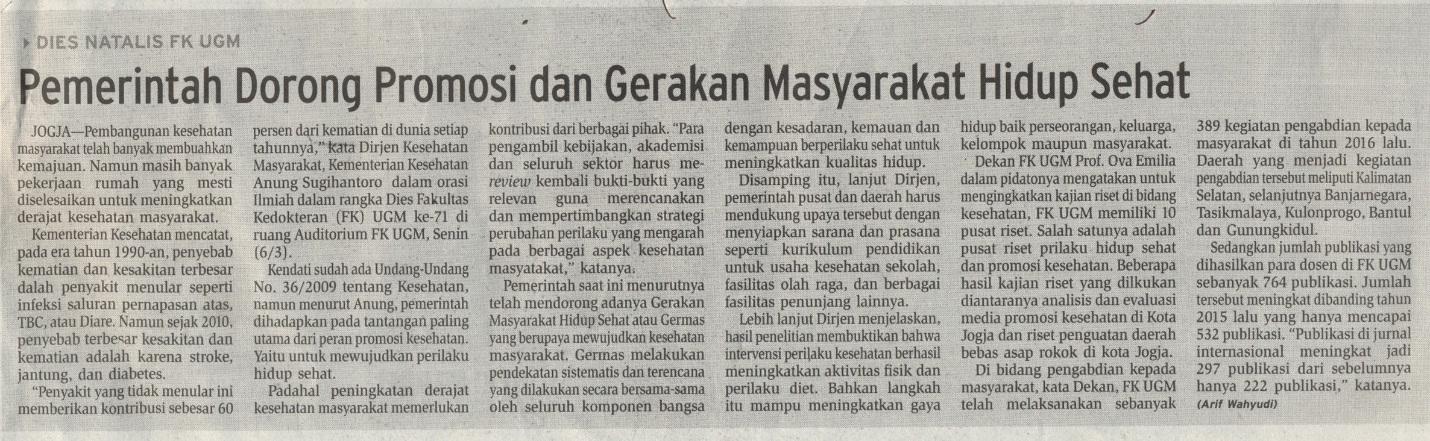 DIES NATALIS FK UGM
Pemerintah Dorong Promosi dan Gerakan Masyarakat Hidup Sehat
JOGJA—Pembangunan kesehatan
masyarakat telah banyak membuahkan
kemajuan. Namun masih banyak
pekerjaan rumah yang mesti
diselesaikan untuk meningkatkan
derajat kesehatan masyarakat.
Kementerian Kesehatan mencatat,
pada era tahun 1990-an, penyebab
kematian dan kesakitan terbesar
dalah penyakit menular seperti
infeksi saluran pernapasan atas,
TBC, atau Diare. Namun sejak 2010,
penyebab terbesar kesakitan dan
kematian adalah karena stroke,
jantung, dan diabetes.
"Penyakit yang tidak menular ini
memberikan kontribusi sebesar 60
persen dari kematian di dunia setiap
tahunnya," kata Dirjen Kesehatan
Masyarakat, Kementerian Kesehatan
Anung Sugihantoro dalam orasi
Ilmiah dalam rangka Dies Fakultas
Kedokteran (FK) UGM ke-71 di
ruang Auditorium FK UGM, Senin
(6/3).
Kendati sudah ada Undang-Undang
No. 36/2009 tentang Kesehatan,
namun menurut Anung, pemerintah
dihadapkan pada tantangan paling
utama dari peran promosi kesehatan.
Yaitu untuk mewujudkan perilaku
hidup sehat.
Padahal peningkatan derajat
kesehatan masyarakat memerlukan
kontribusi dari berbagai pihak. "Para
pengambil kebijakan, akademisi
dan seluruh sektor harus me-
review kembali bukti-bukti yang
relevan guna merencanakan
dan mempertimbangkan strategi
perubahan perilaku yang mengarah
pada berbagai aspek kesehatan
masyatakat," katanya.
Pemerintah saat ini menurutnya
telah mendorong adanya Gerakan
Masyarakat Hidup Sehat atau Germas
yang berupaya mewujudkan kesehatan
masyarakat. Germas melakukan
pendekatan sistematis dan terencana
yang dilakukan secara bersama-sama
oleh seluruh komponen bangsa
dengan kesadaran, kemauan dan
kemampuan berperilaku sehat untuk
meningkatkan kualitas hidup.
Disamping itu, lanjut Dirjen,
pemerintah pusat dan daerah harus
mendukung upaya tersebut dengan
menyiapkan sarana dan prasana
seperti kurikulum pendidikan
untuk usaha kesehatan sekolah,
fasilitas olah raga, dan berbagai
fasilitas penunjang lainnya.
Lebih lanjut Dirjen menjelaskan,
hasil penelitian membuktikan bahwa
intervensi perilaku kesehatan berhasil
meningkatkan aktivitas fisik dan
perilaku diet. Bahkan langkah
itu mampu meningkatkan gaya
hidup baik perseorangan, keluarga,
kelompok maupun masyarakat.
Dekan FK UGM Prof. Ova Emilia
dalam pidatonya mengatakan untuk
mengingkatkan kajian riset di bidang
kesehatan, FK UGM memiliki 10
pusat riset. Salah satunya adalah
pusat riset prilaku hidup sehat
dan promosi kesehatan. Beberapa
hasil kajian riset yang dilkukan
diantaranya analisis dan evaluasi
media promosi kesehatan di Kota
Jogja dan riset penguatan daerah
bebas asap rokok di kota Jogja.
Di bidang pengabdian kepada
masyarakat, kata Dekan, FK UGM
telah melaksanakan sebanyak
389 kegiatan pengabdian kepada
masyarakat di tahun 2016 lalu.
Daerah yang menjadi kegiatan
pengabdian tersebut meliputi Kalimatan
Selatan, selanjutnya Banjarnegara,
Tasikmalaya, Kulonprogo, Bantul
dan Gunungkidul.
Sedangkan jumlah publikasi yang
dihasilkan para dosen di FK UGM
sebanyak 764 publikasi. Jumlah
tersebut meningkat dibanding tahun
2015 lalu yang hanya mencapai
532 publikasi. "Publikasi di jurnal
internasional meningkat jadi
297 publikasi dari sebelumnya
hanya 222 publikasi," katanya.
(Arif Wahyudi)